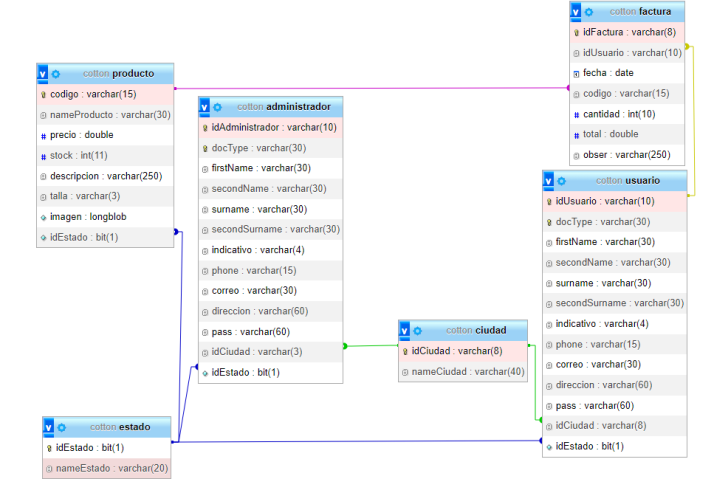 cotton factura
idFactura : varchar(8)
idUsuario : varchar(10)
fecha : date
codigo : varchar(15)
cantidad : int(10)
total : double
obser : varchar(250)
cotton producto
codigo : varchar(15)
nameProducto : varchar(30)
precio : double
stock : int(11)
descripcion : varchar(250)
talla : varchar(3)
imagen : longblob
idEstado : bit(1)
cotton administrador
idAdministrador : varchar(10)
docType : varchar(30)
firstName : varchar(30)
secondName : varchar(30)
surname : varchar(30)
secondSurname : varchar(30)
indicativo : varchar(4)
phone : varchar(15)
correo : varchar(30)
direccion : varchar(60)
pass : varchar(60)
idCiudad : varchar(3)
idEstado : bit(1)
cotton usuario
idUsuario : varchar(10)
docType : varchar(30)
firstName : varchar(30)
secondName : varchar(30)
surname : varchar(30)
secondSurname : varchar(30)
indicativo : varchar(4)
phone : varchar(15)
correo : varchar(30)
direccion : varchar(60)
pass : varchar(60)
idCiudad : varchar(8)
idEstado : bit(1)
cotton ciudad
idCiudad : varchar(8)
nameCiudad : varchar(40)
cotton estado
idEstado : bit(1)
nameEstado : varchar(20)